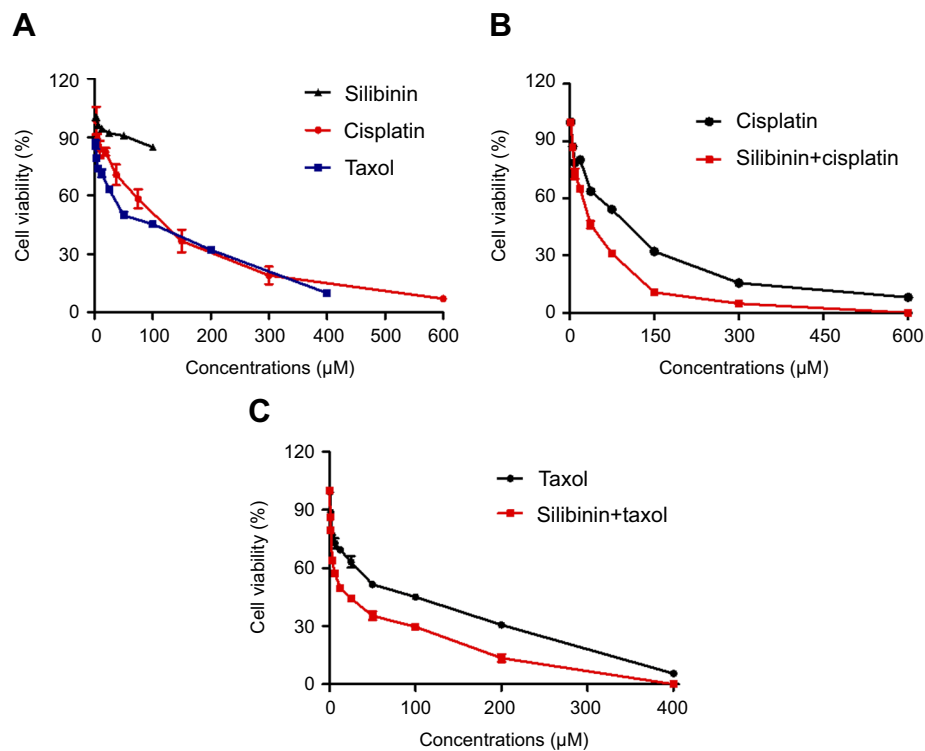 A
120
90
60
30
0
Cell viability (%)
Silibinin
Cisplatin
Taxol
0 100 200 300 400 500 600
Concentrations (µM)
B
120
90
60
30
0
Cell viability (%)
Cisplatin
Silibinin+cisplatin
0 150 300 450 600
Concentrations (µM)
C
120
90
60
30
0
Cell viability (%)
Taxol
Silibinin+taxol
0 100 200 300 400
Concentrations (µM)